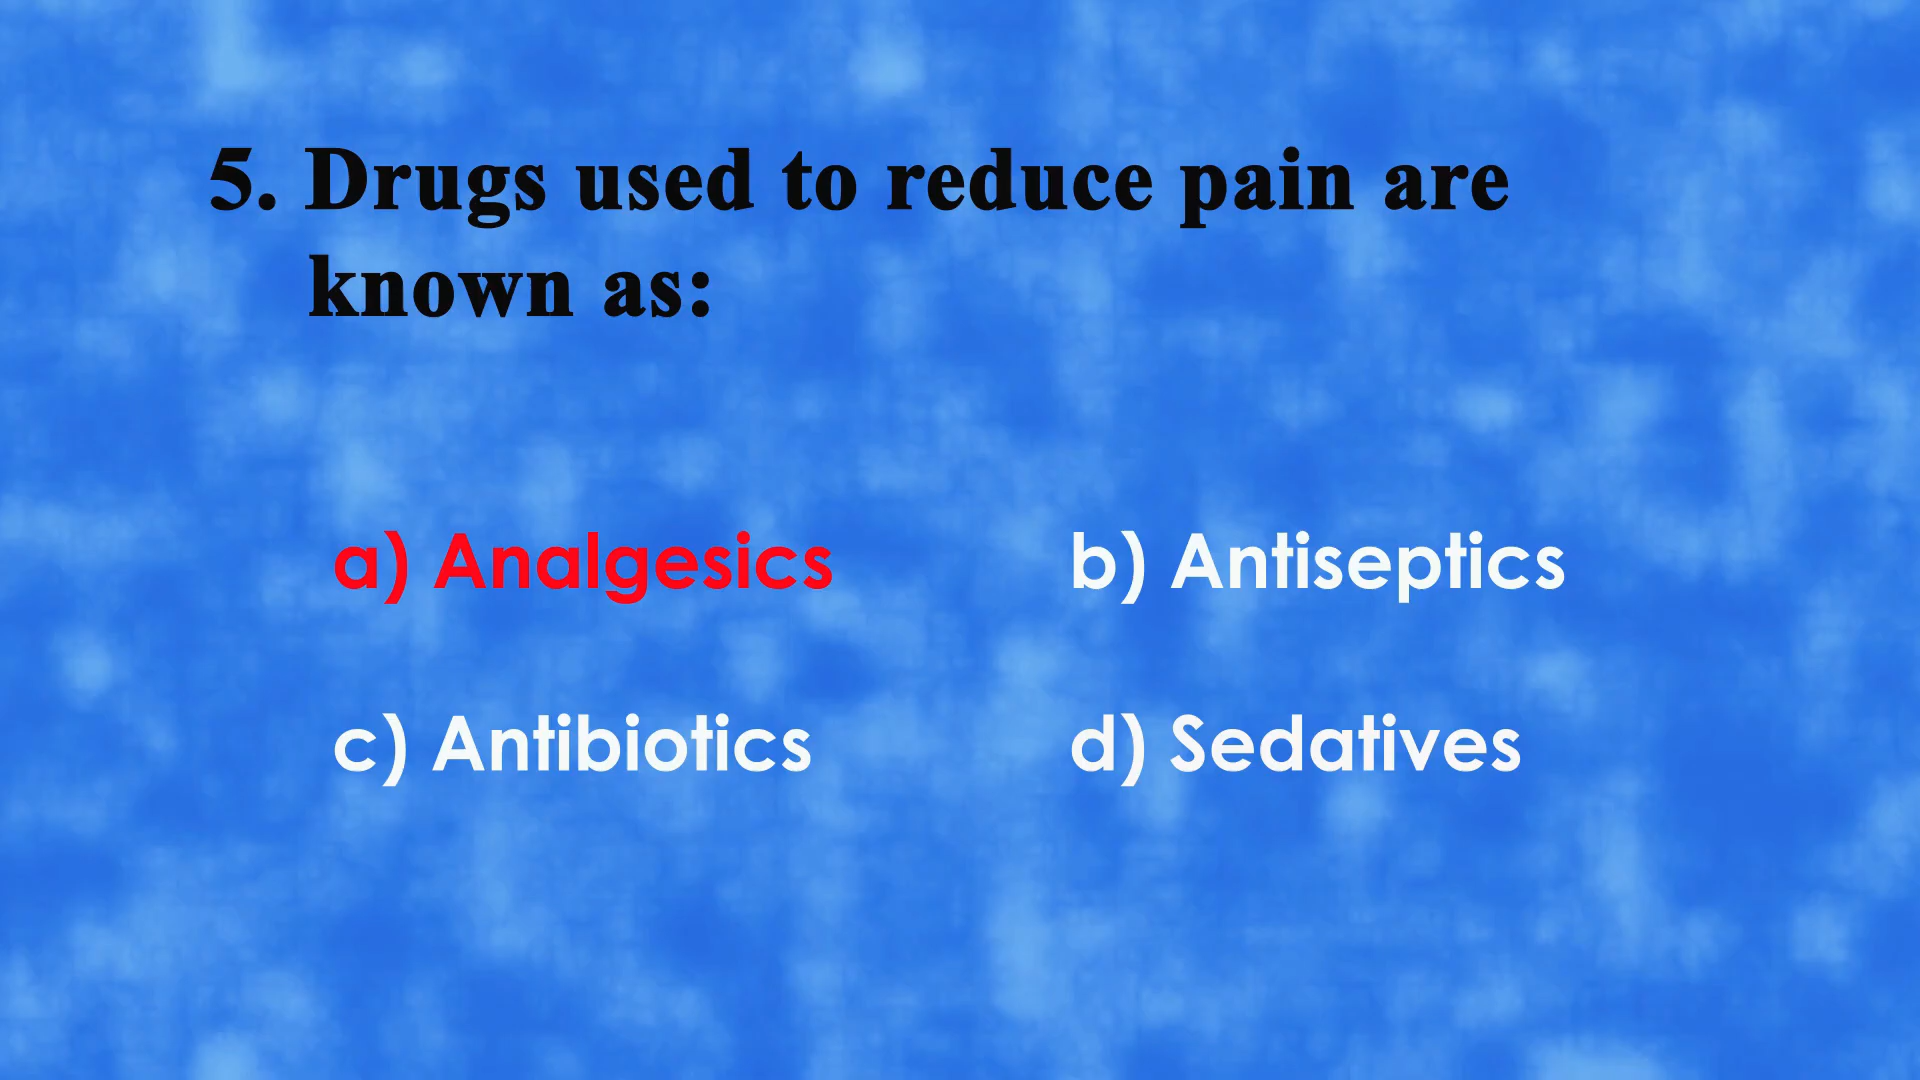 5. Drugs used to reduce pain are
known as:
a) Analgesics b) Antiseptics
c) Antibiotics d) Sedatives